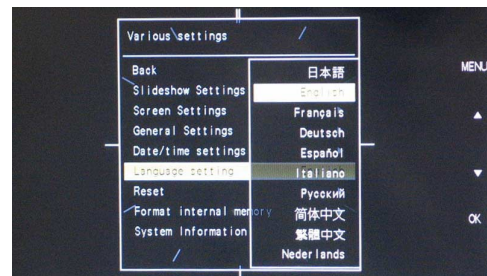 Various settings
Back
Slideshow Settings
Screen Settings
General Settings
Date/time settings
Language setting
Reset
Format internal memory
System Information
日本語
English
Français
Deutsch
Español
Italiano
Русский
简体中文
繁體中文
Nederlands
MENU
OK